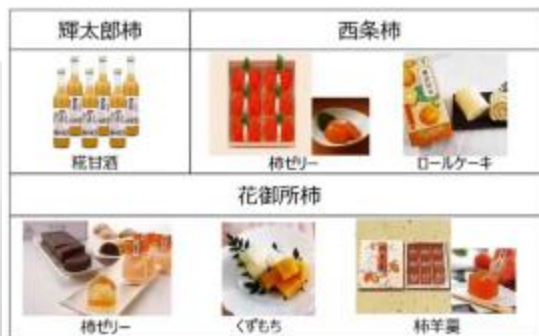 輝太郎柿
西条柿
糀甘酒
柿ゼリー
ロールケーキ
花御所柿
柿ゼリー
くずもち
柿羊羹